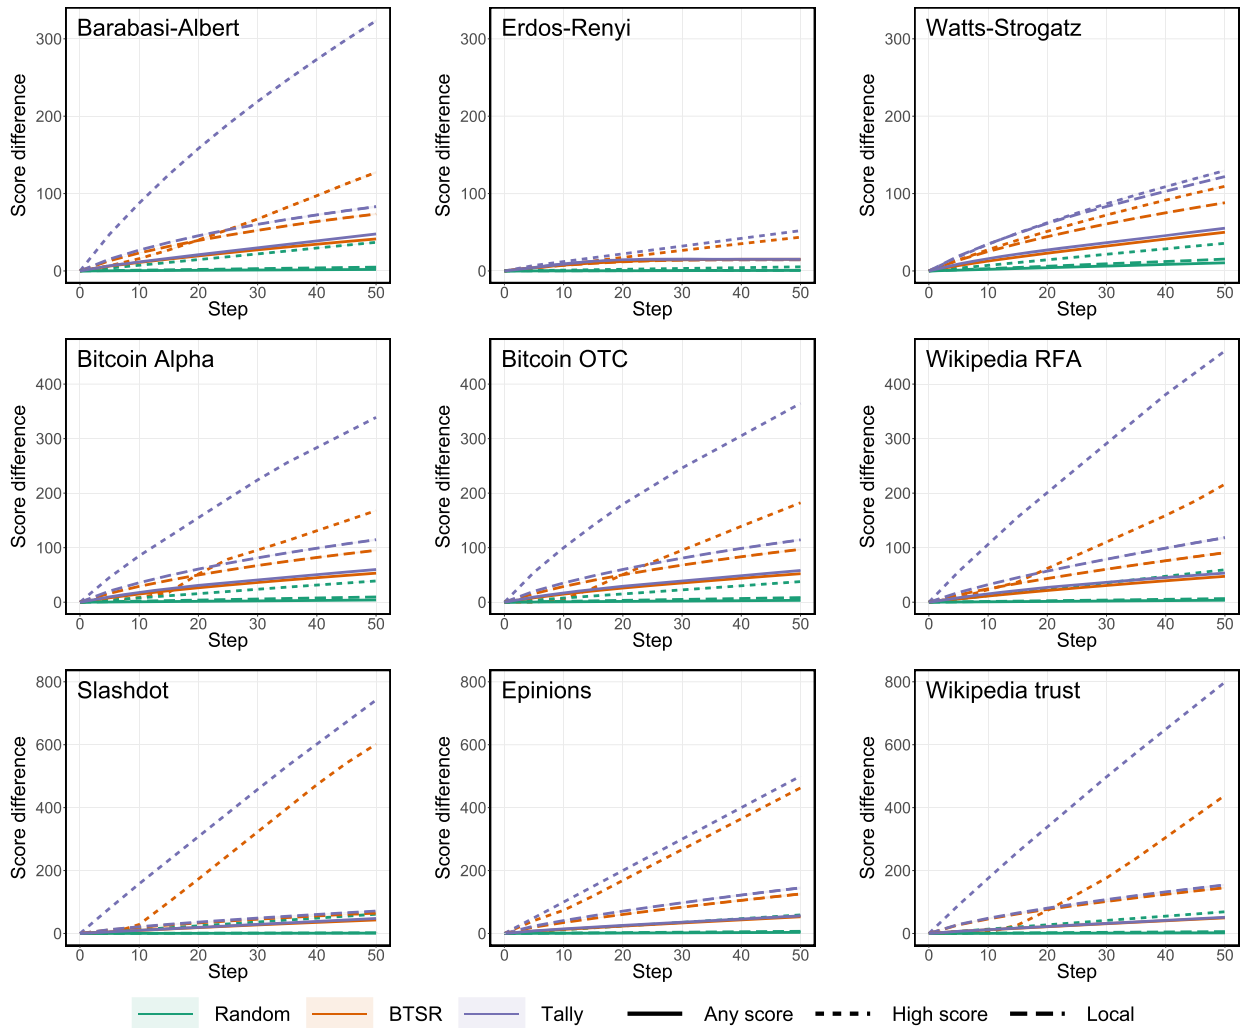 Barabasi-Albert
Score difference
300
200
100
0
0 10 20 30 40 50
Step
Erdos-Renyi
Score difference
300
200
100
0
0 10 20 30 40 50
Step
Watts-Strogatz
Score difference
300
200
100
0
0 10 20 30 40 50
Step
Bitcoin Alpha
Score difference
400
300
200
100
0
0 10 20 30 40 50
Step
Bitcoin OTC
Score difference
400
300
200
100
0
0 10 20 30 40 50
Step
Wikipedia RFA
Score difference
400
300
200
100
0
0 10 20 30 40 50
Step
Slashdot
Score difference
800
600
400
200
0
0 10 20 30 40 50
Step
Epinions
Score difference
800
600
400
200
0
0 10 20 30 40 50
Step
Wikipedia trust
Score difference
800
600
400
200
0
0 10 20 30 40 50
Step
Random BTSR Tally Any score High score Local